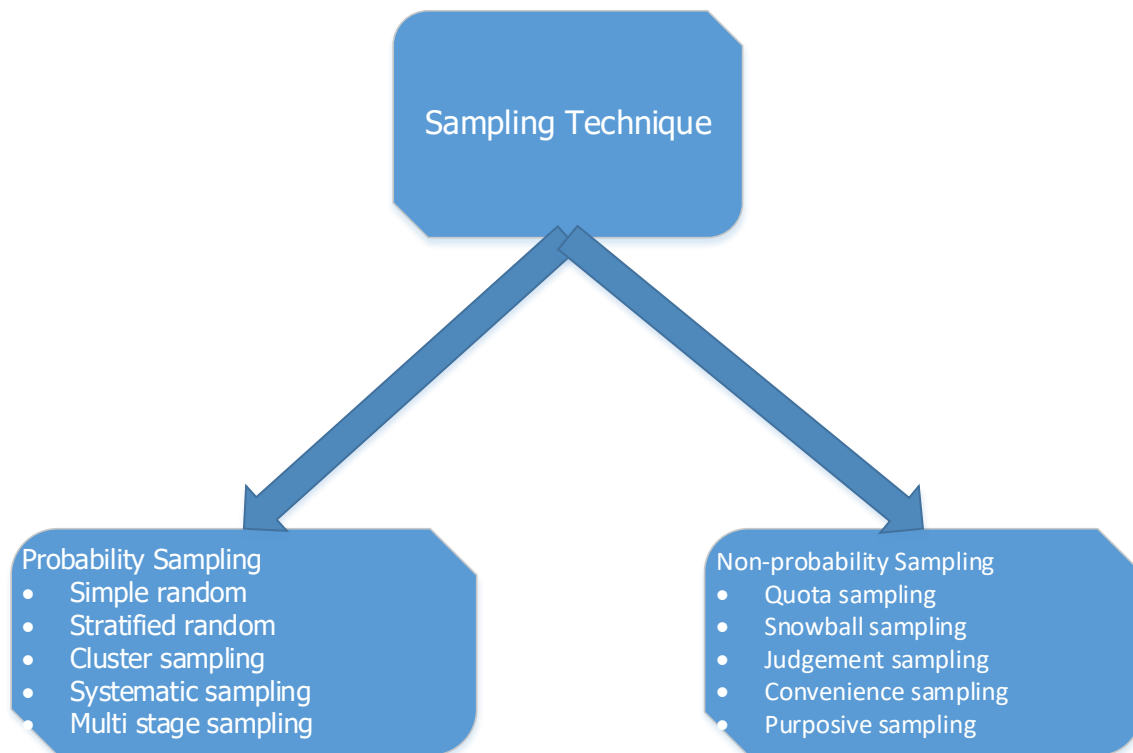 Sampling Technique
Probability Sampling
• Simple random
• Stratified random
• Cluster sampling
• Systematic sampling
• Multi stage sampling
Non-probability Sampling
• Quota sampling
• Snowball sampling
• Judgement sampling
• Convenience sampling
• Purposive sampling